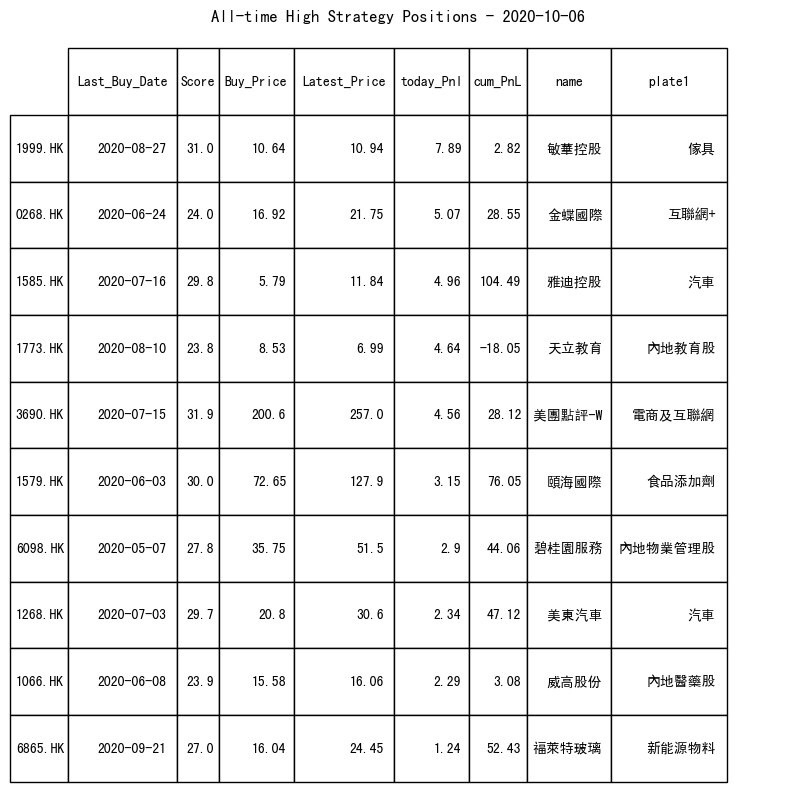 All-time High Strategy Positions - 2020-10-06
Last_Buy_Date Score Buy_Price Latest_Price today_Pnl cum_PnL name plate1
1999.HK 2020-08-27 31.0 10.64 10.94 7.89 2.82 敏華控股 傢具
0268.HK 2020-06-24 24.0 16.92 21.75 5.07 28.55 金蝶國際 互聯網+
1585.HK 2020-07-16 29.8 5.79 11.84 4.96 104.49 雅迪控股 汽車
1773.HK 2020-08-10 23.8 8.53 6.99 4.64 -18.05 天立教育 內地教育股
3690.HK 2020-07-15 31.9 200.6 257.0 4.56 28.12 美團點評-W 電商及互聯網
1579.HK 2020-06-03 30.0 72.65 127.9 3.15 76.05 頤海國際 食品添加劑
6098.HK 2020-05-07 27.8 35.75 51.5 2.9 44.06 碧桂園服務 內地物業管理股
1268.HK 2020-07-03 29.7 20.8 30.6 2.34 47.12 美東汽車 汽車
1066.HK 2020-06-08 23.9 15.58 16.06 2.29 3.08 威高股份 內地醫藥股
6865.HK 2020-09-21 27.0 16.04 24.45 1.24 52.43 福萊特玻璃 新能源物料